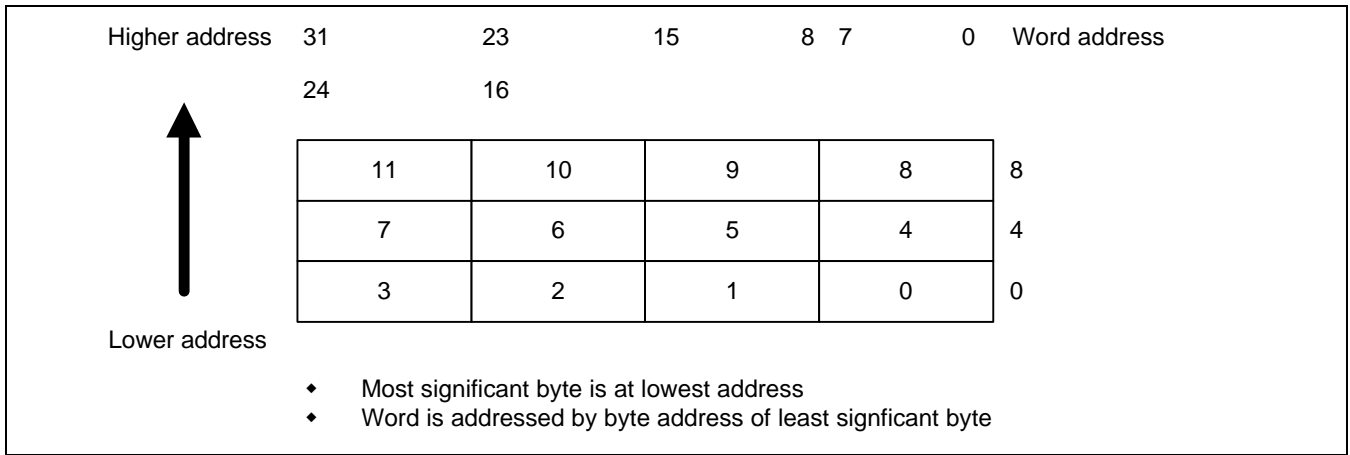 Higher address 31 23 15 8 7 0 Word address
24 16
11 10 9 8 8
7 6 5 4 4
3 2 1 0 0
Lower address
◆ Most significant byte is at lowest address
◆ Word is addressed by byte address of least signficant byte